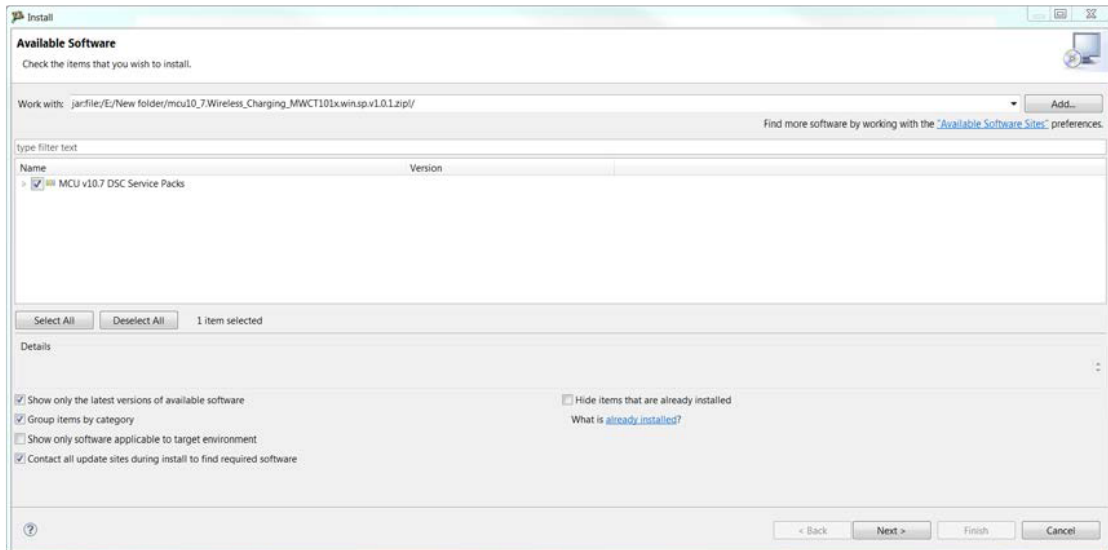 Install
Available Software
Check the items that you wish to install.
Work with: jar:file:/E:/New folder/mcu10_7.Wireless_Charging_MWCT101x.win.sp.v1.0.1.zip!/ Add...
Find more software by working with the "Available Software Sites" preferences.
type filter text
Name Version
MCU v10.7 DSC Service Packs
Select All Deselect All 1 item selected
Details
Show only the latest versions of available software Hide items that are already installed
Group items by category What is already installed?
Show only software applicable to target environment
Contact all update sites during install to find required software
? < Back Next > Finish Cancel